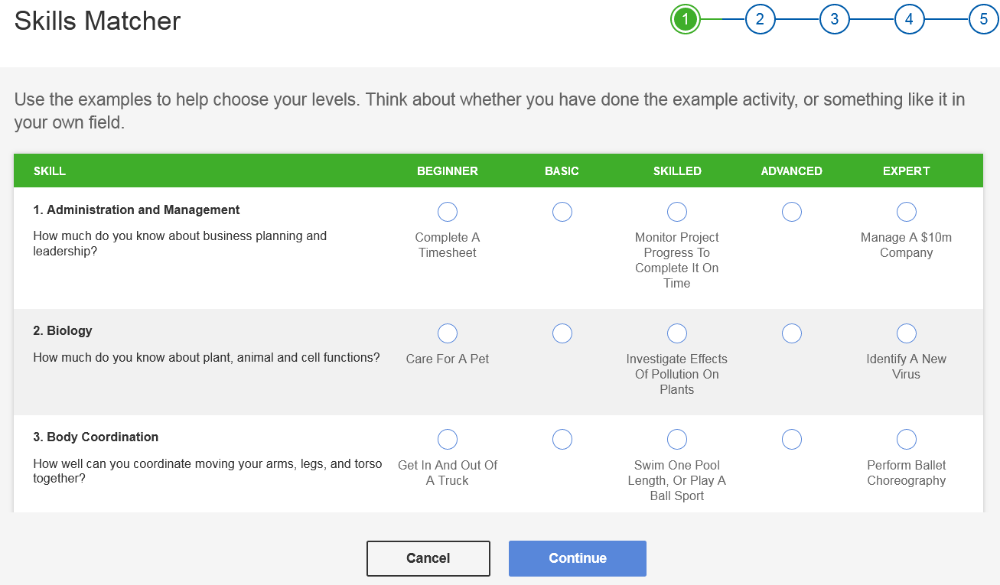 Skills Matcher
1 2 3 4 5
Use the examples to help choose your levels. Think about whether you have done the example activity, or something like it in
your own field.
SKILL BEGINNER BASIC SKILLED ADVANCED EXPERT
1. Administration and Management
How much do you know about business planning and
leadership?
Complete A
Timesheet
Monitor Project
Progress To
Complete It On
Time
Manage A $10m
Company
2. Biology
How much do you know about plant, animal and cell functions?
Care For A Pet
Investigate Effects
Of Pollution On
Plants
Identify A New
Virus
3. Body Coordination
How well can you coordinate moving your arms, legs, and torso
together?
Get In And Out Of
A Truck
Swim One Pool
Length, Or Play A
Ball Sport
Perform Ballet
Choreography
Cancel Continue